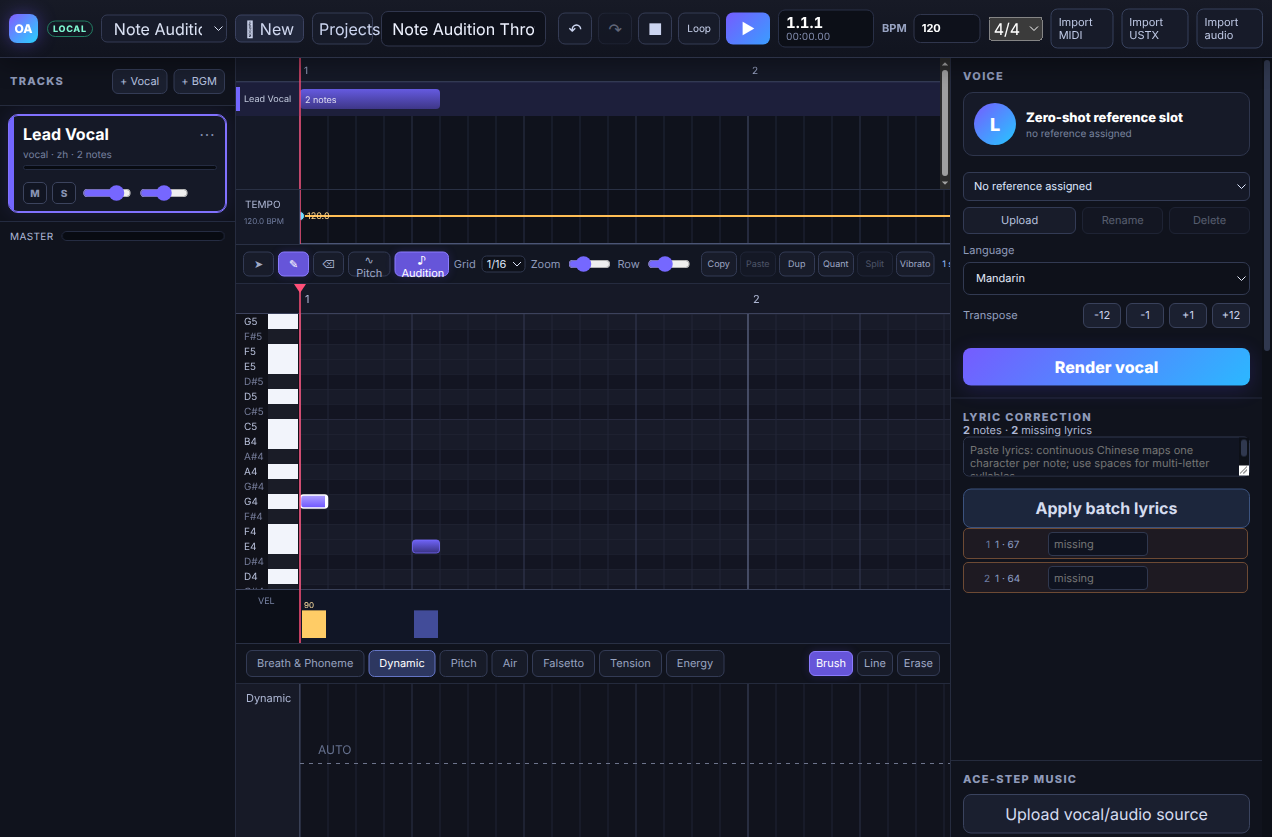 OA
LOCAL
Note Auditic
New
Projects
Note Audition Thro
Loop
1.1.1
00:00.00
BPM
120
4/4
Import
MIDI
Import
USTX
Import
audio
TRACKS
+ Vocal
+ BGM
Lead Vocal
vocal · zh · 2 notes
M
S
MASTER
1
2
Lead Vocal
2 notes
TEMPO
120.0 BPM
120.0
Pitch
Audition
Grid
1/16
Zoom
Row
Copy
Paste
Dup
Quant
Split
Vibrato
1
2
G5
F#5
F5
E5
D#5
D5
C#5
C5
B4
A#4
A4
G#4
G4
F#4
F4
E4
D#4
D4
VEL
90
Breath & Phoneme
Dynamic
Pitch
Air
Falsetto
Tension
Energy
Brush
Line
Erase
Dynamic
AUTO
VOICE
L
Zero-shot reference slot
no reference assigned
No reference assigned
Upload
Rename
Delete
Language
Mandarin
Transpose
-12
-1
+1
+12
Render vocal
LYRIC CORRECTION
2 notes · 2 missing lyrics
Paste lyrics: continuous Chinese maps one
character per note; use spaces for multi-letter
Apply batch lyrics
1 1 · 67 missing
2 1 · 64 missing
ACE-STEP MUSIC
Upload vocal/audio source